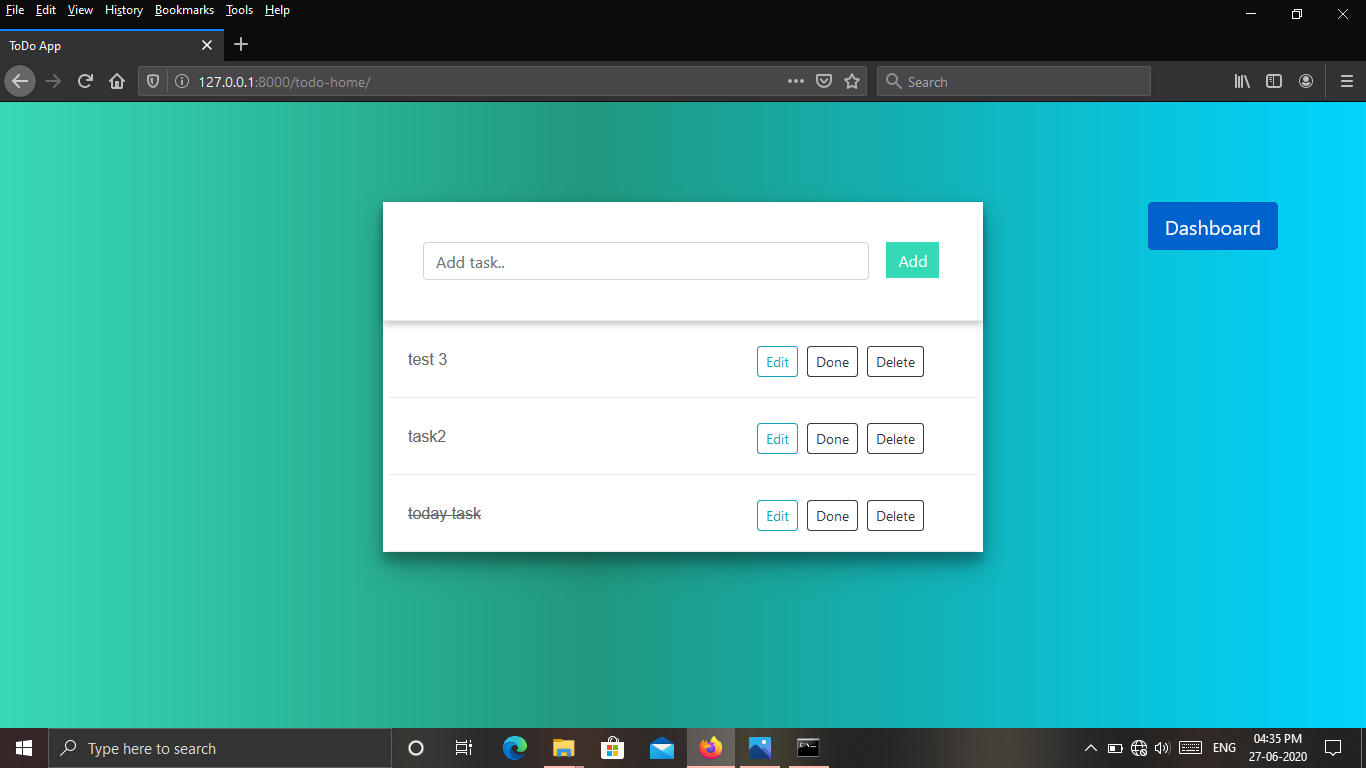 File Edit View History Bookmarks Tools Help
ToDo App
127.0.0.1:8000/todo-home/
Search
Dashboard
Add task..
Add
test 3 Edit Done Delete
task2 Edit Done Delete
today task Edit Done Delete
Type here to search
ENG
04:35 PM
27-06-2020